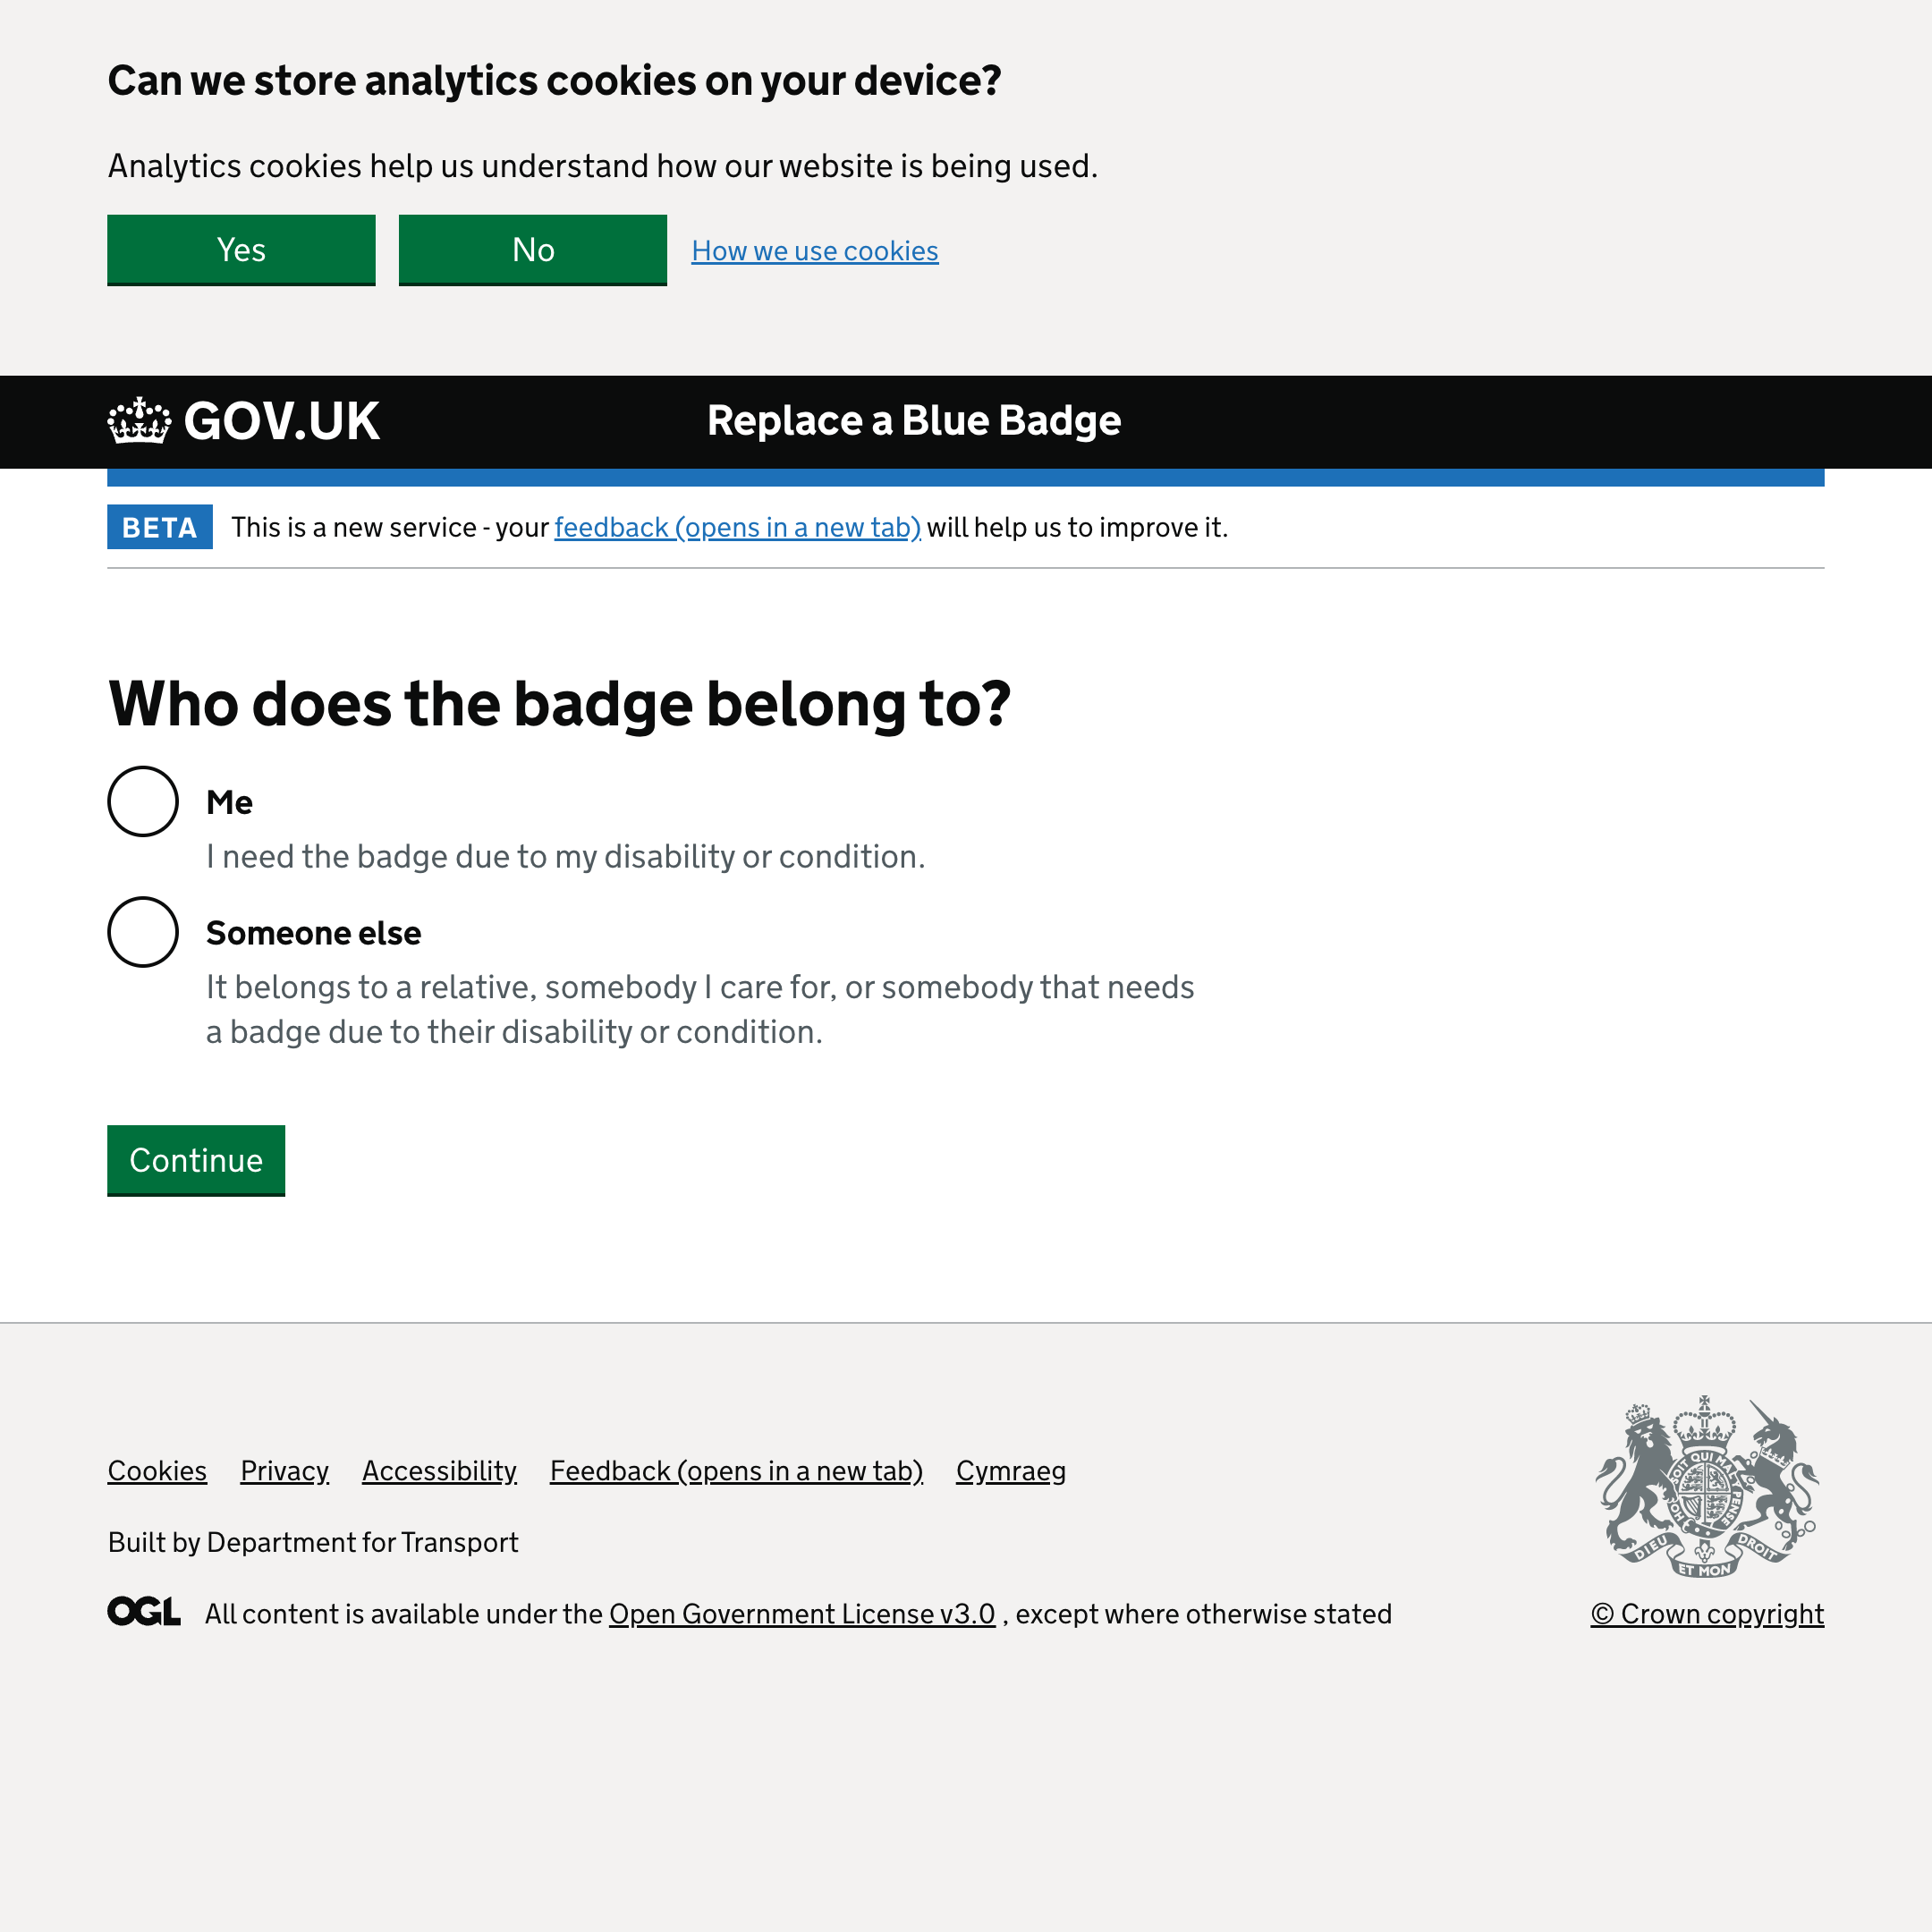 Can we store analytics cookies on your device?
Analytics cookies help us understand how our website is being used.
Yes
No
How we use cookies
GOV.UK
Replace a Blue Badge
BETA
This is a new service - your feedback (opens in a new tab) will help us to improve it.
Who does the badge belong to?
Me
I need the badge due to my disability or condition.
Someone else
It belongs to a relative, somebody I care for, or somebody that needs
a badge due to their disability or condition.
Continue
Cookies
Privacy
Accessibility
Feedback (opens in a new tab)
Cymraeg
Built by Department for Transport
OGL
All content is available under the Open Government License v3.0 , except where otherwise stated
SOIT QUI MAL
PENSE
DIEU
ET MON
DROIT
© Crown copyright